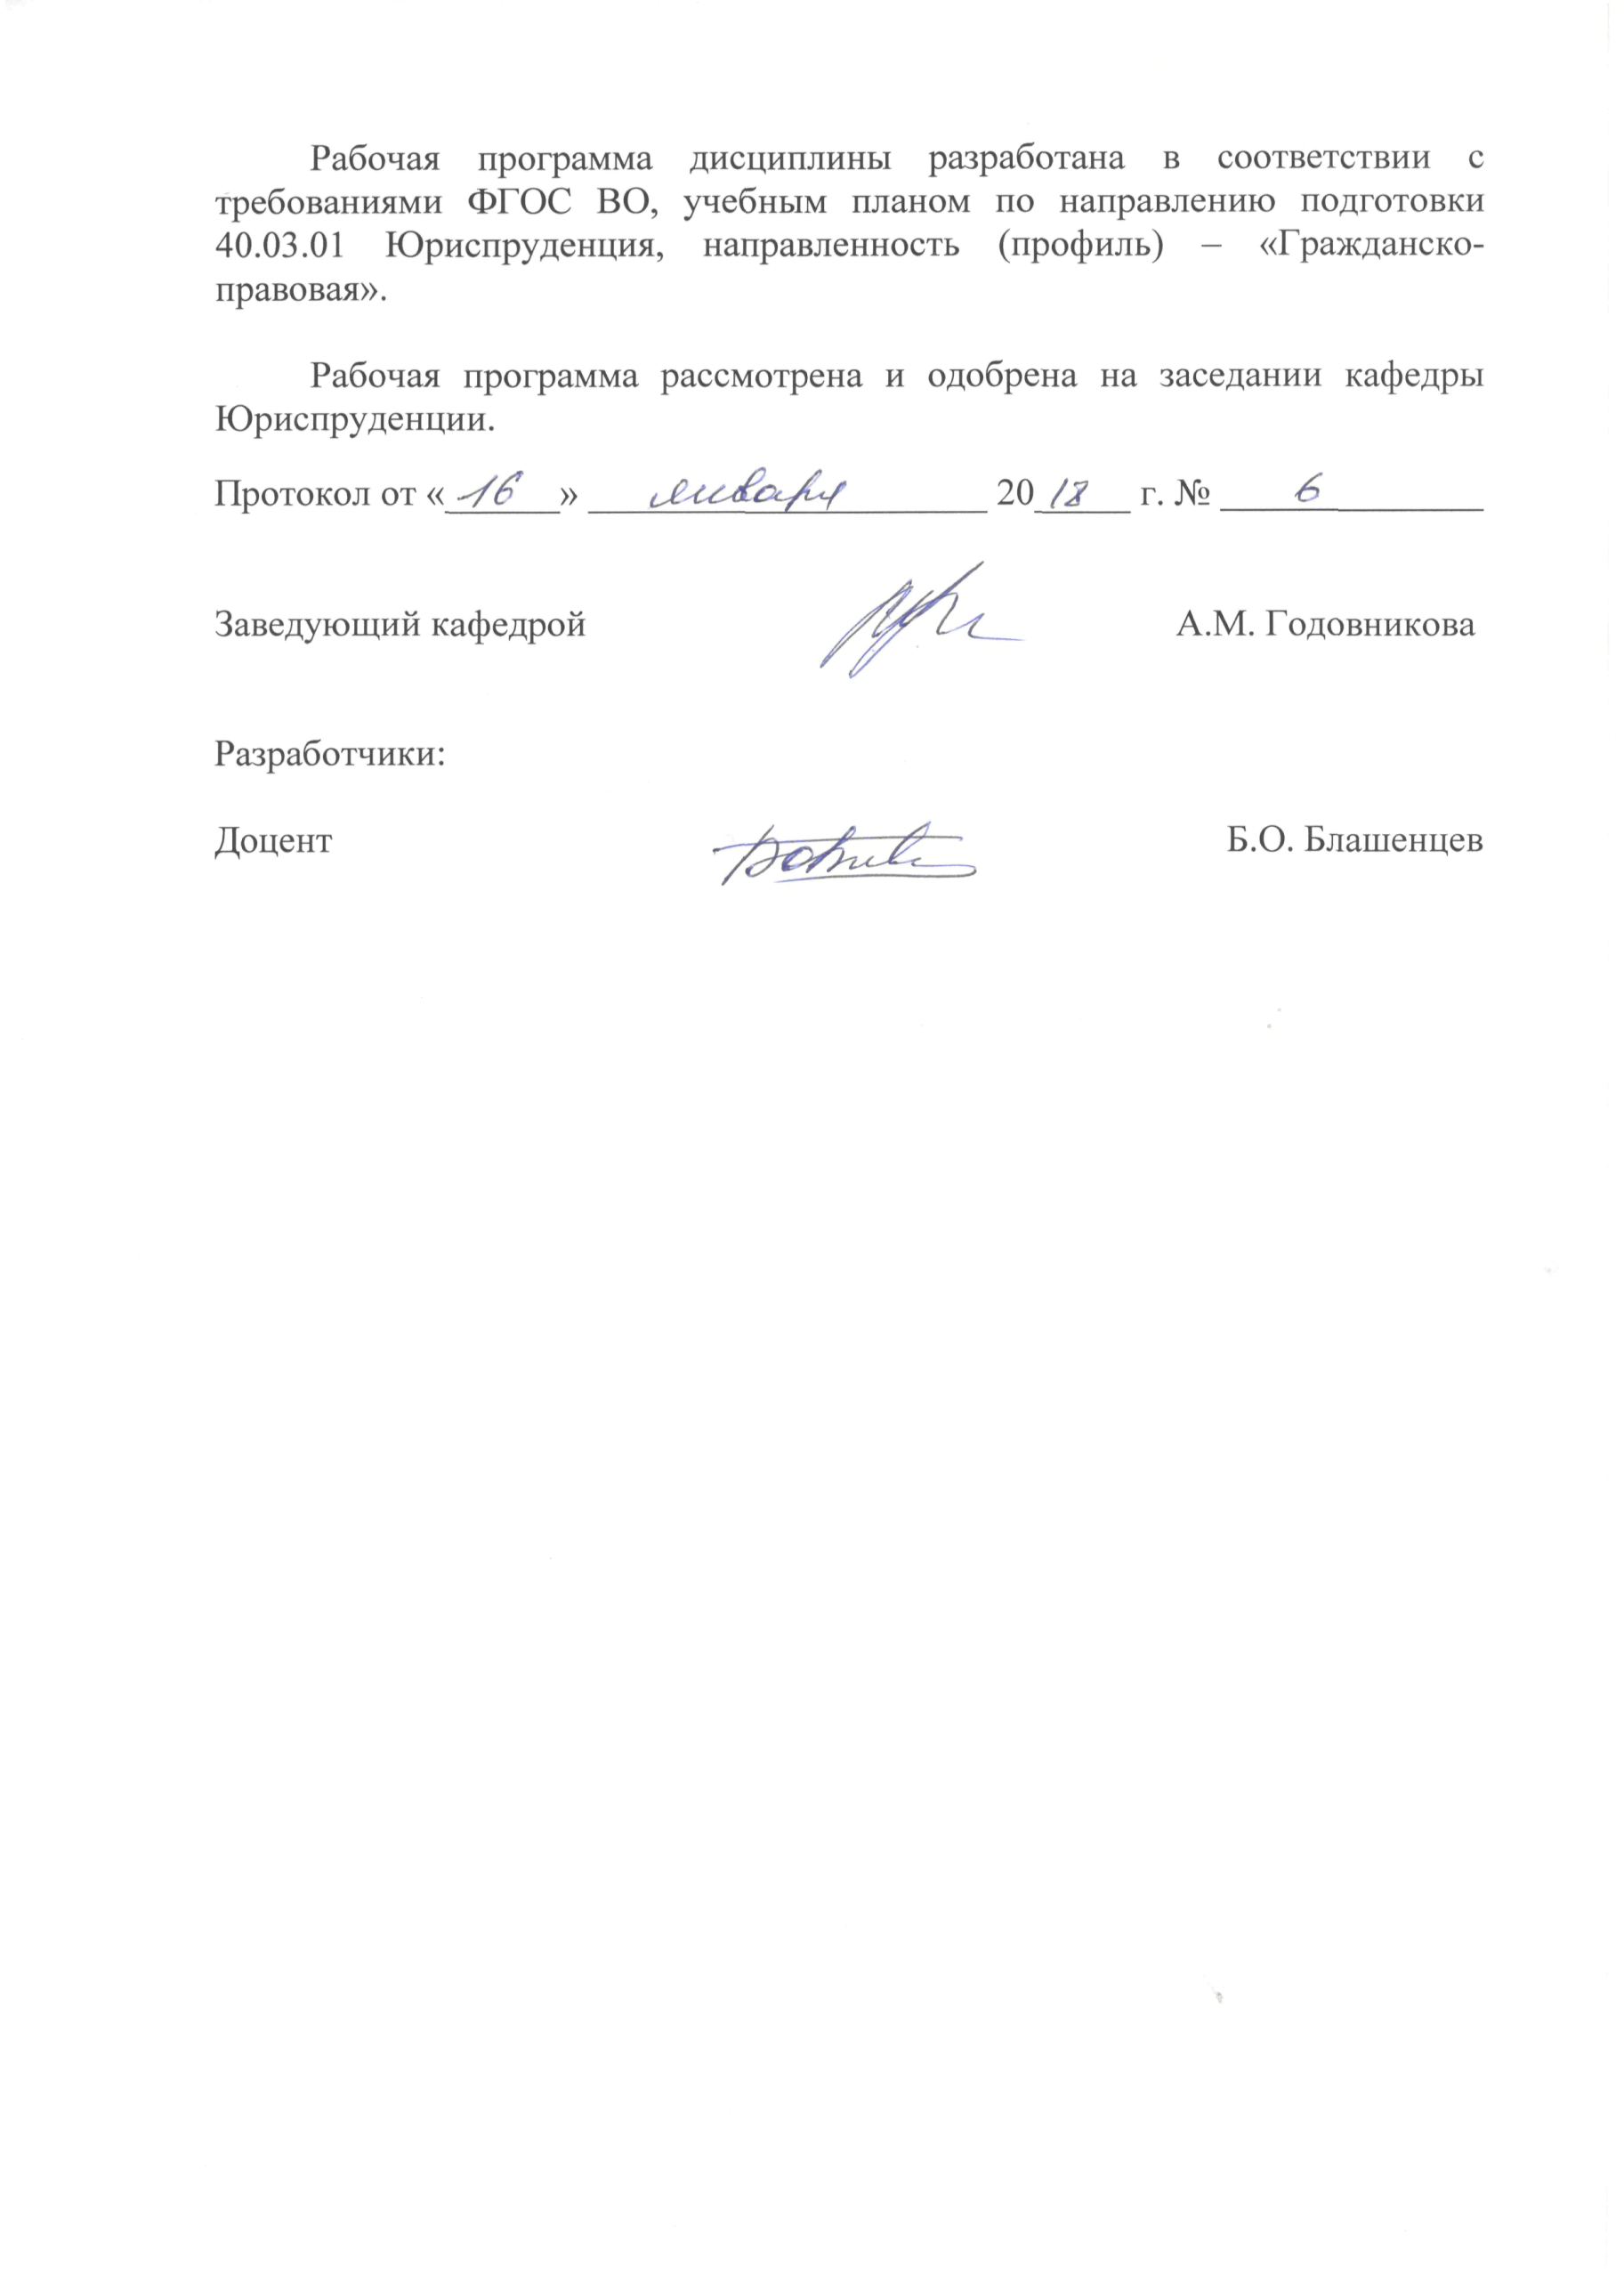 Рабочая программа дисциплины разработана в соответствии с
требованиями ФГОС ВО, учебным планом по направлению подготовки
40.03.01 Юриспруденция, направленность (профиль) – «Гражданско-
правовая».
Рабочая программа рассмотрена и одобрена на заседании кафедры
Юриспруденции.
Протокол от « 16 » января 20 18 г. № 6
Заведующий кафедрой А.М. Годовникова
Разработчики:
Доцент Б.О. Блашенцев